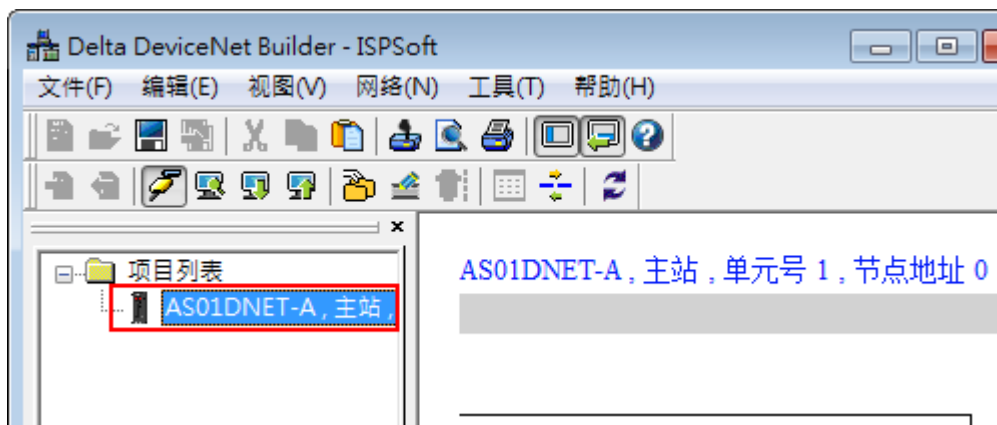 Delta DeviceNet Builder - ISPSoft
文件(F) 编辑(E) 视图(V) 网络(N) 工具(T) 帮助(H)
项目列表
AS01DNET-A , 主站 ,
AS01DNET-A , 主站 , 单元号 1 , 节点地址 0